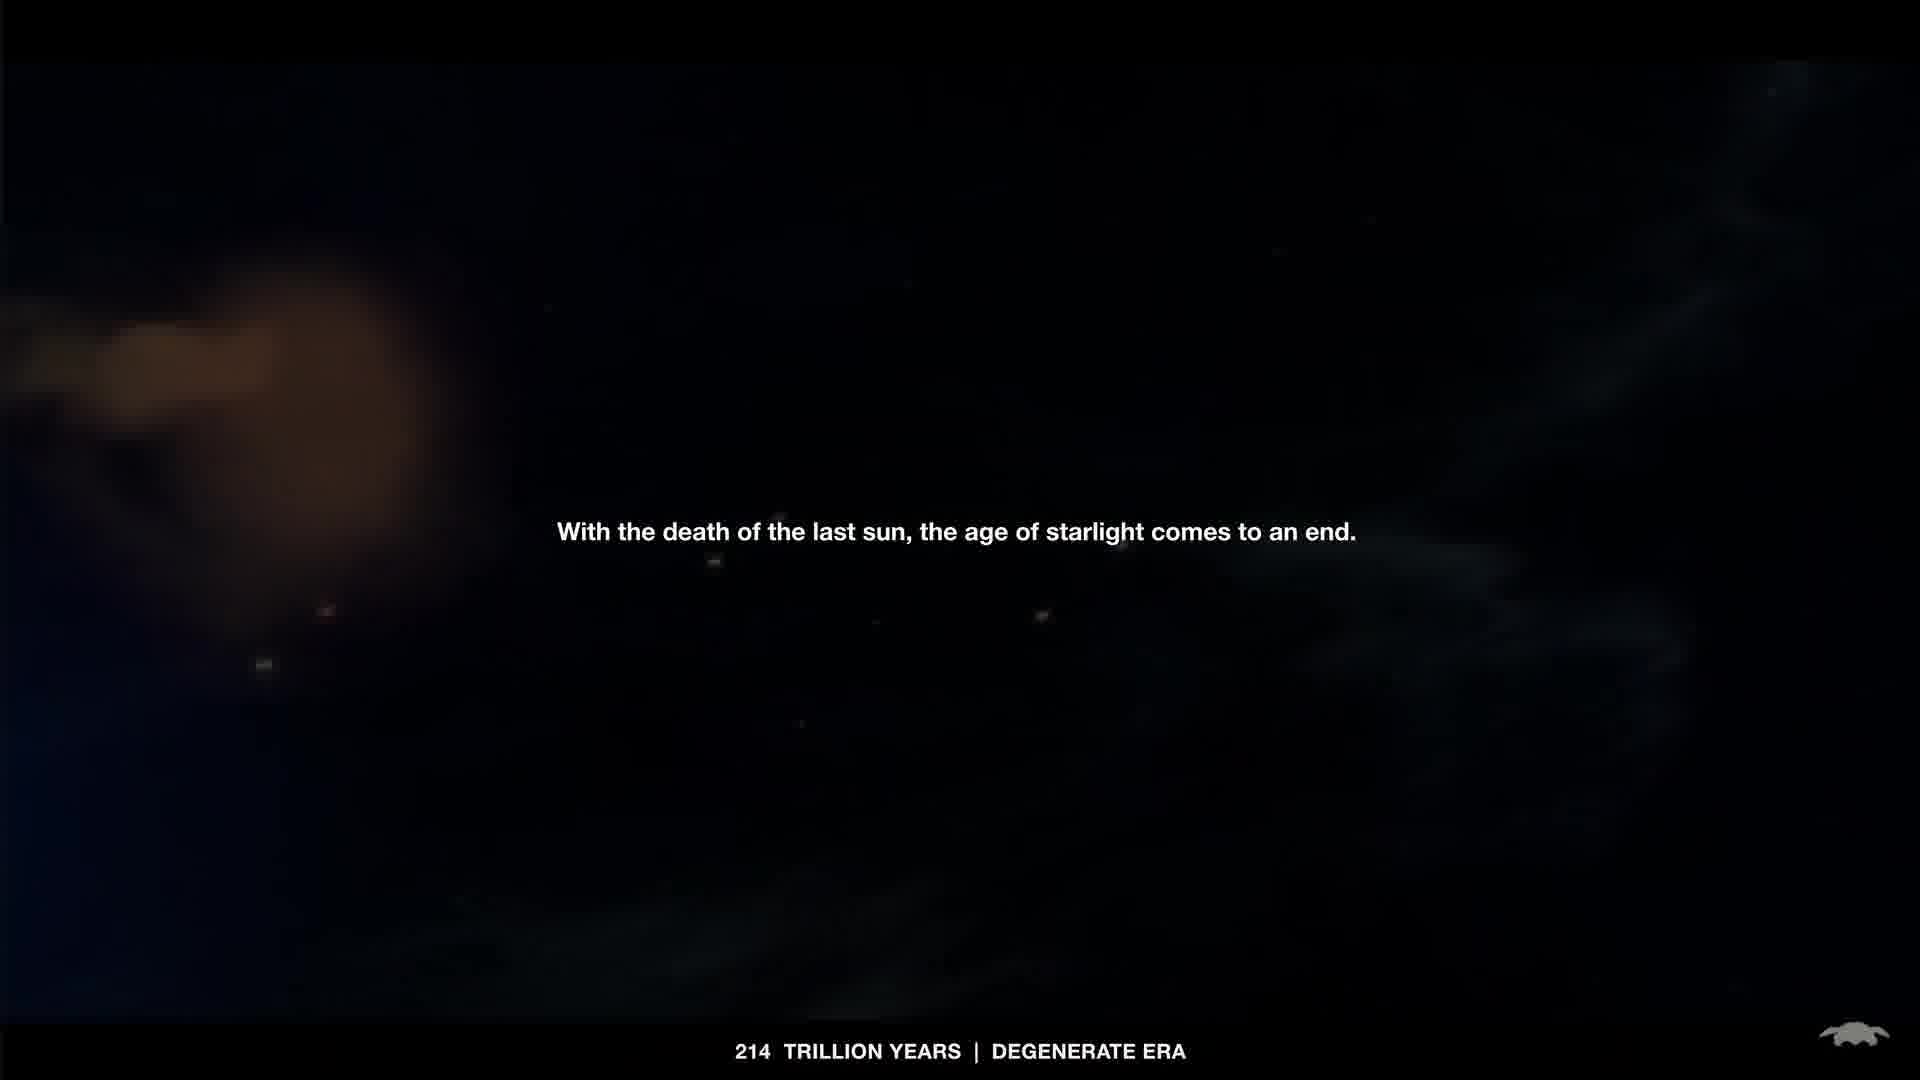 With the death of the last sun, the age of starlight comes to an end.
214 TRILLION YEARS | DEGENERATE ERA